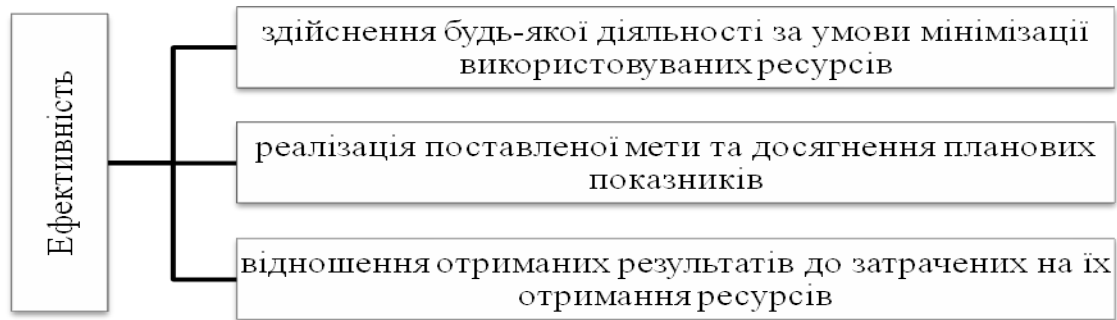 Ефективність
здійснення будь-якої діяльності за умови мінімізації
використовуваних ресурсів
реалізація поставленої мети та досягнення планових
показників
відношення отриманих результатів до затрачених на їх
отримання ресурсів